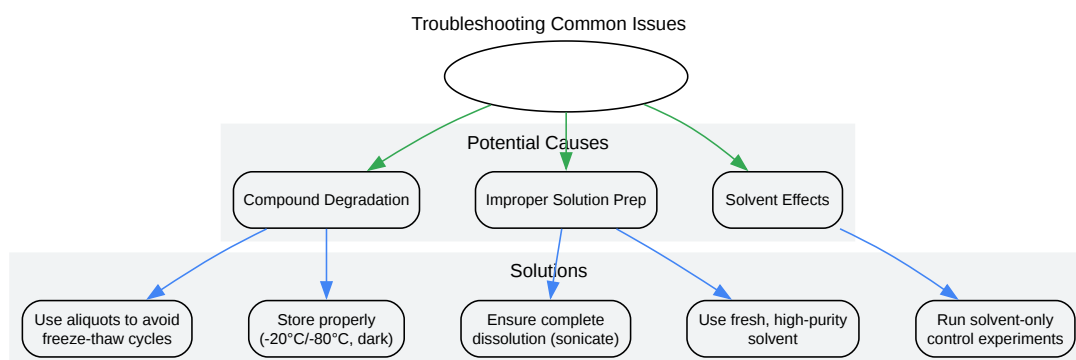 Troubleshooting Common Issues
Potential Causes
Compound Degradation
Improper Solution Prep
Solvent Effects
Solutions
Use aliquots to avoid
freeze-thaw cycles
Store properly
(-20°C/-80°C, dark)
Ensure complete
dissolution (sonicate)
Use fresh, high-purity
solvent
Run solvent-only
control experiments